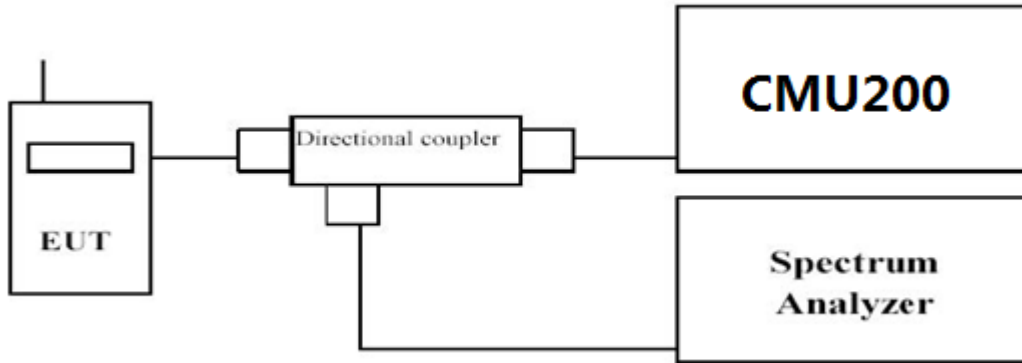 CMU200
Directional coupler
EUT
Spectrum
Analyzer